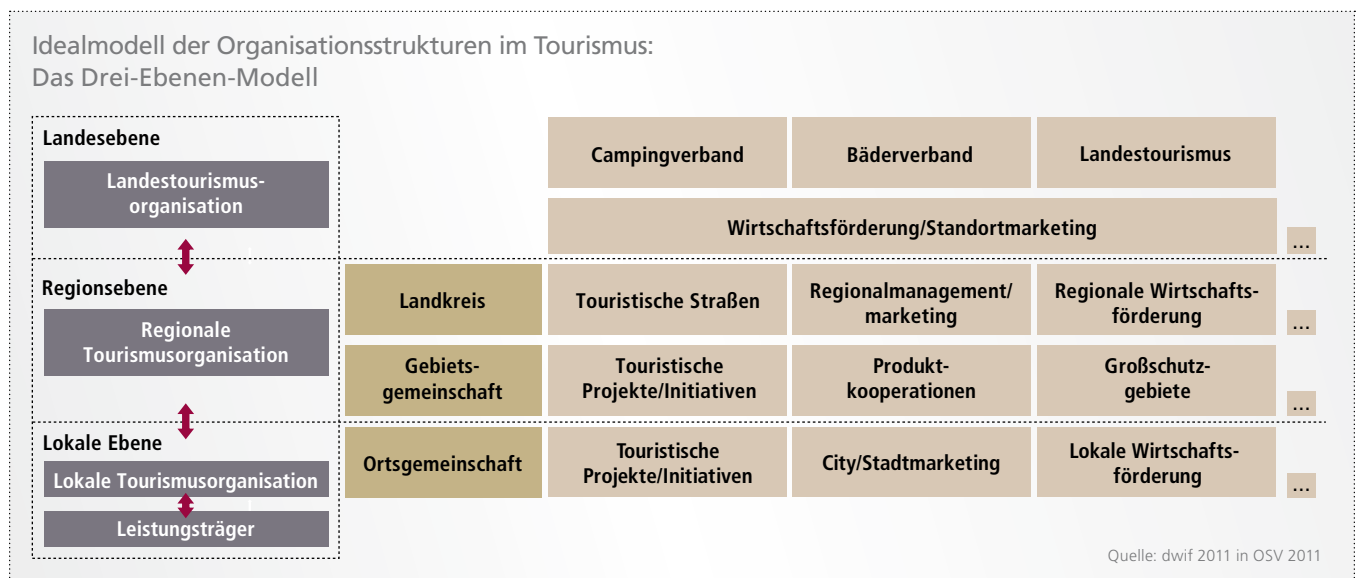 Idealmodell der Organisationsstrukturen im Tourismus:
Das Drei-Ebenen-Modell
Landesebene
Landestourismus-
organisation
Campingverband
Bäderverband
Landestourismus
Wirtschaftsförderung/Standortmarketing
...
Regionsebene
Regionale
Tourismusorganisation
Landkreis
Touristische Straßen
Regionalmanagement/
marketing
Regionale Wirtschafts-
förderung
...
Gebiets-
gemeinschaft
Touristische
Projekte/Initiativen
Produkt-
kooperationen
Großschutz-
gebiete
...
Lokale Ebene
Lokale Tourismusorganisation
Leistungsträger
Ortsgemeinschaft
Touristische
Projekte/Initiativen
City/Stadtmarketing
Lokale Wirtschafts-
förderung
...
Quelle: dwif 2011 in OSV 2011